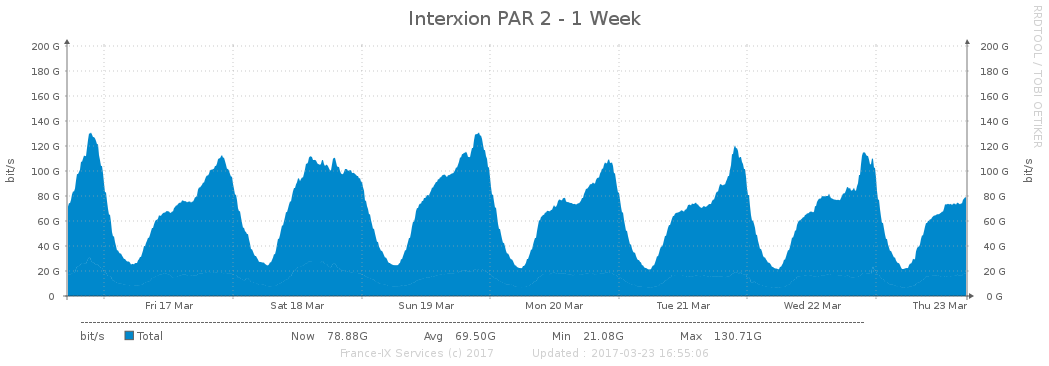 Interxion PAR 2 - 1 Week
RRDTOOL / TOBI OETIKER
bit/s
200 G 200 G
180 G 180 G
160 G 160 G
140 G 140 G
120 G 120 G
100 G 100 G
80 G 80 G
60 G 60 G
40 G 40 G
20 G 20 G
0 0 G
bit/s
Fri 17 Mar Sat 18 Mar Sun 19 Mar Mon 20 Mar Tue 21 Mar Wed 22 Mar Thu 23 Mar
bit/s Total Now 78.88G Avg 69.50G Min 21.08G Max 130.71G
France-IX Services (c) 2017 Updated : 2017-03-23 16:55:06